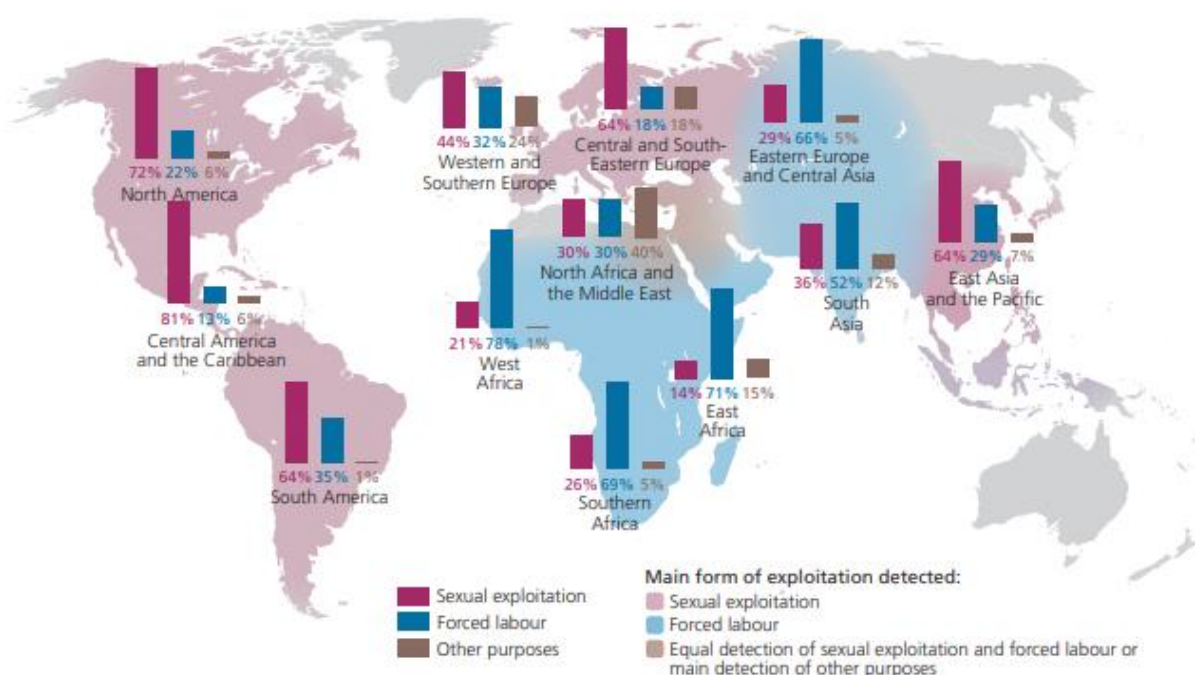 64% 18% 18%
Central and South-
Eastern Europe
44% 32% 24%
Western and
Southern Europe
29% 66% 5%
Eastern Europe
and Central Asia
72% 22% 6%
North America
30% 30% 40%
North Africa and
the Middle East
64% 29% 7%
East Asia
and the Pacific
36% 52% 12%
South
Asia
81% 13% 6%
Central America
and the Caribbean
21% 78% 1%
West
Africa
14% 71% 15%
East
Africa
64% 35% 1%
South America
26% 69% 5%
Southern
Africa
Sexual exploitation
Forced labour
Other purposes
Main form of exploitation detected:
Sexual exploitation
Forced labour
Equal detection of sexual exploitation and forced labour or
main detection of other purposes